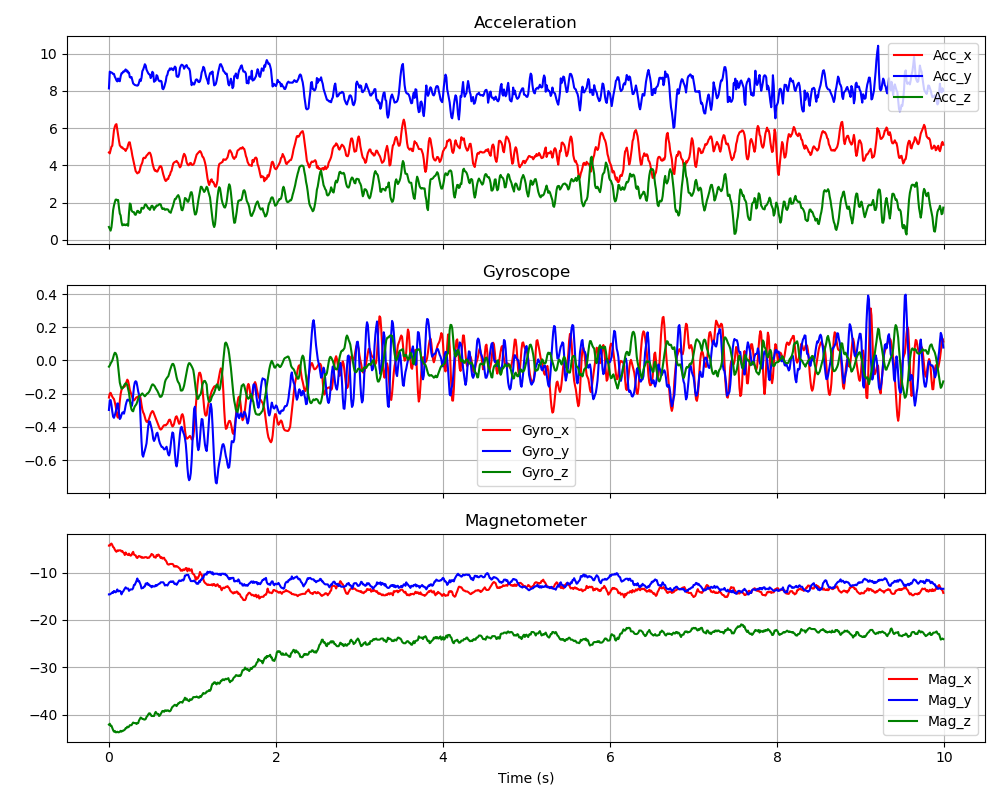 Acceleration
10
8
6
4
2
0
Acc_x
Acc_y
Acc_z
Gyroscope
0.4
0.2
0.0
−0.2
−0.4
−0.6
Gyro_x
Gyro_y
Gyro_z
Magnetometer
−10
−20
−30
−40
Mag_x
Mag_y
Mag_z
0 2 4 6 8 10
Time (s)